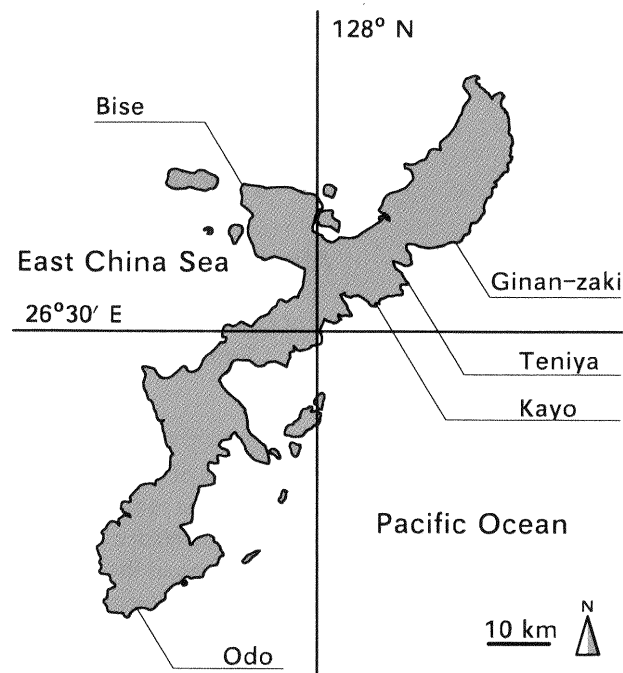 128° N
Bise
East China Sea
Ginan-zaki
26°30′ E
Teniya
Kayo
Pacific Ocean
10 km
N
Odo